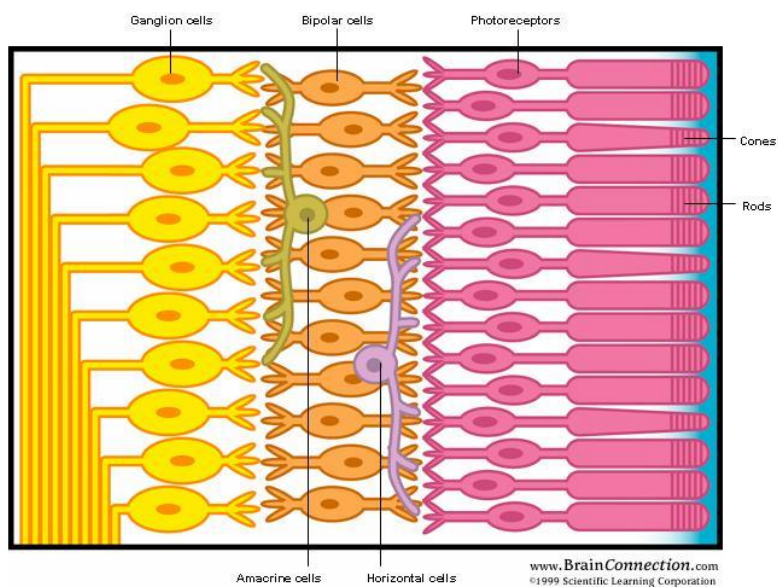 Ganglion cells
Bipolar cells
Photoreceptors
Cones
Rods
Amacrine cells
Horizontal cells
www.BrainConnection.com
©1999 Scientific Learning Corporation